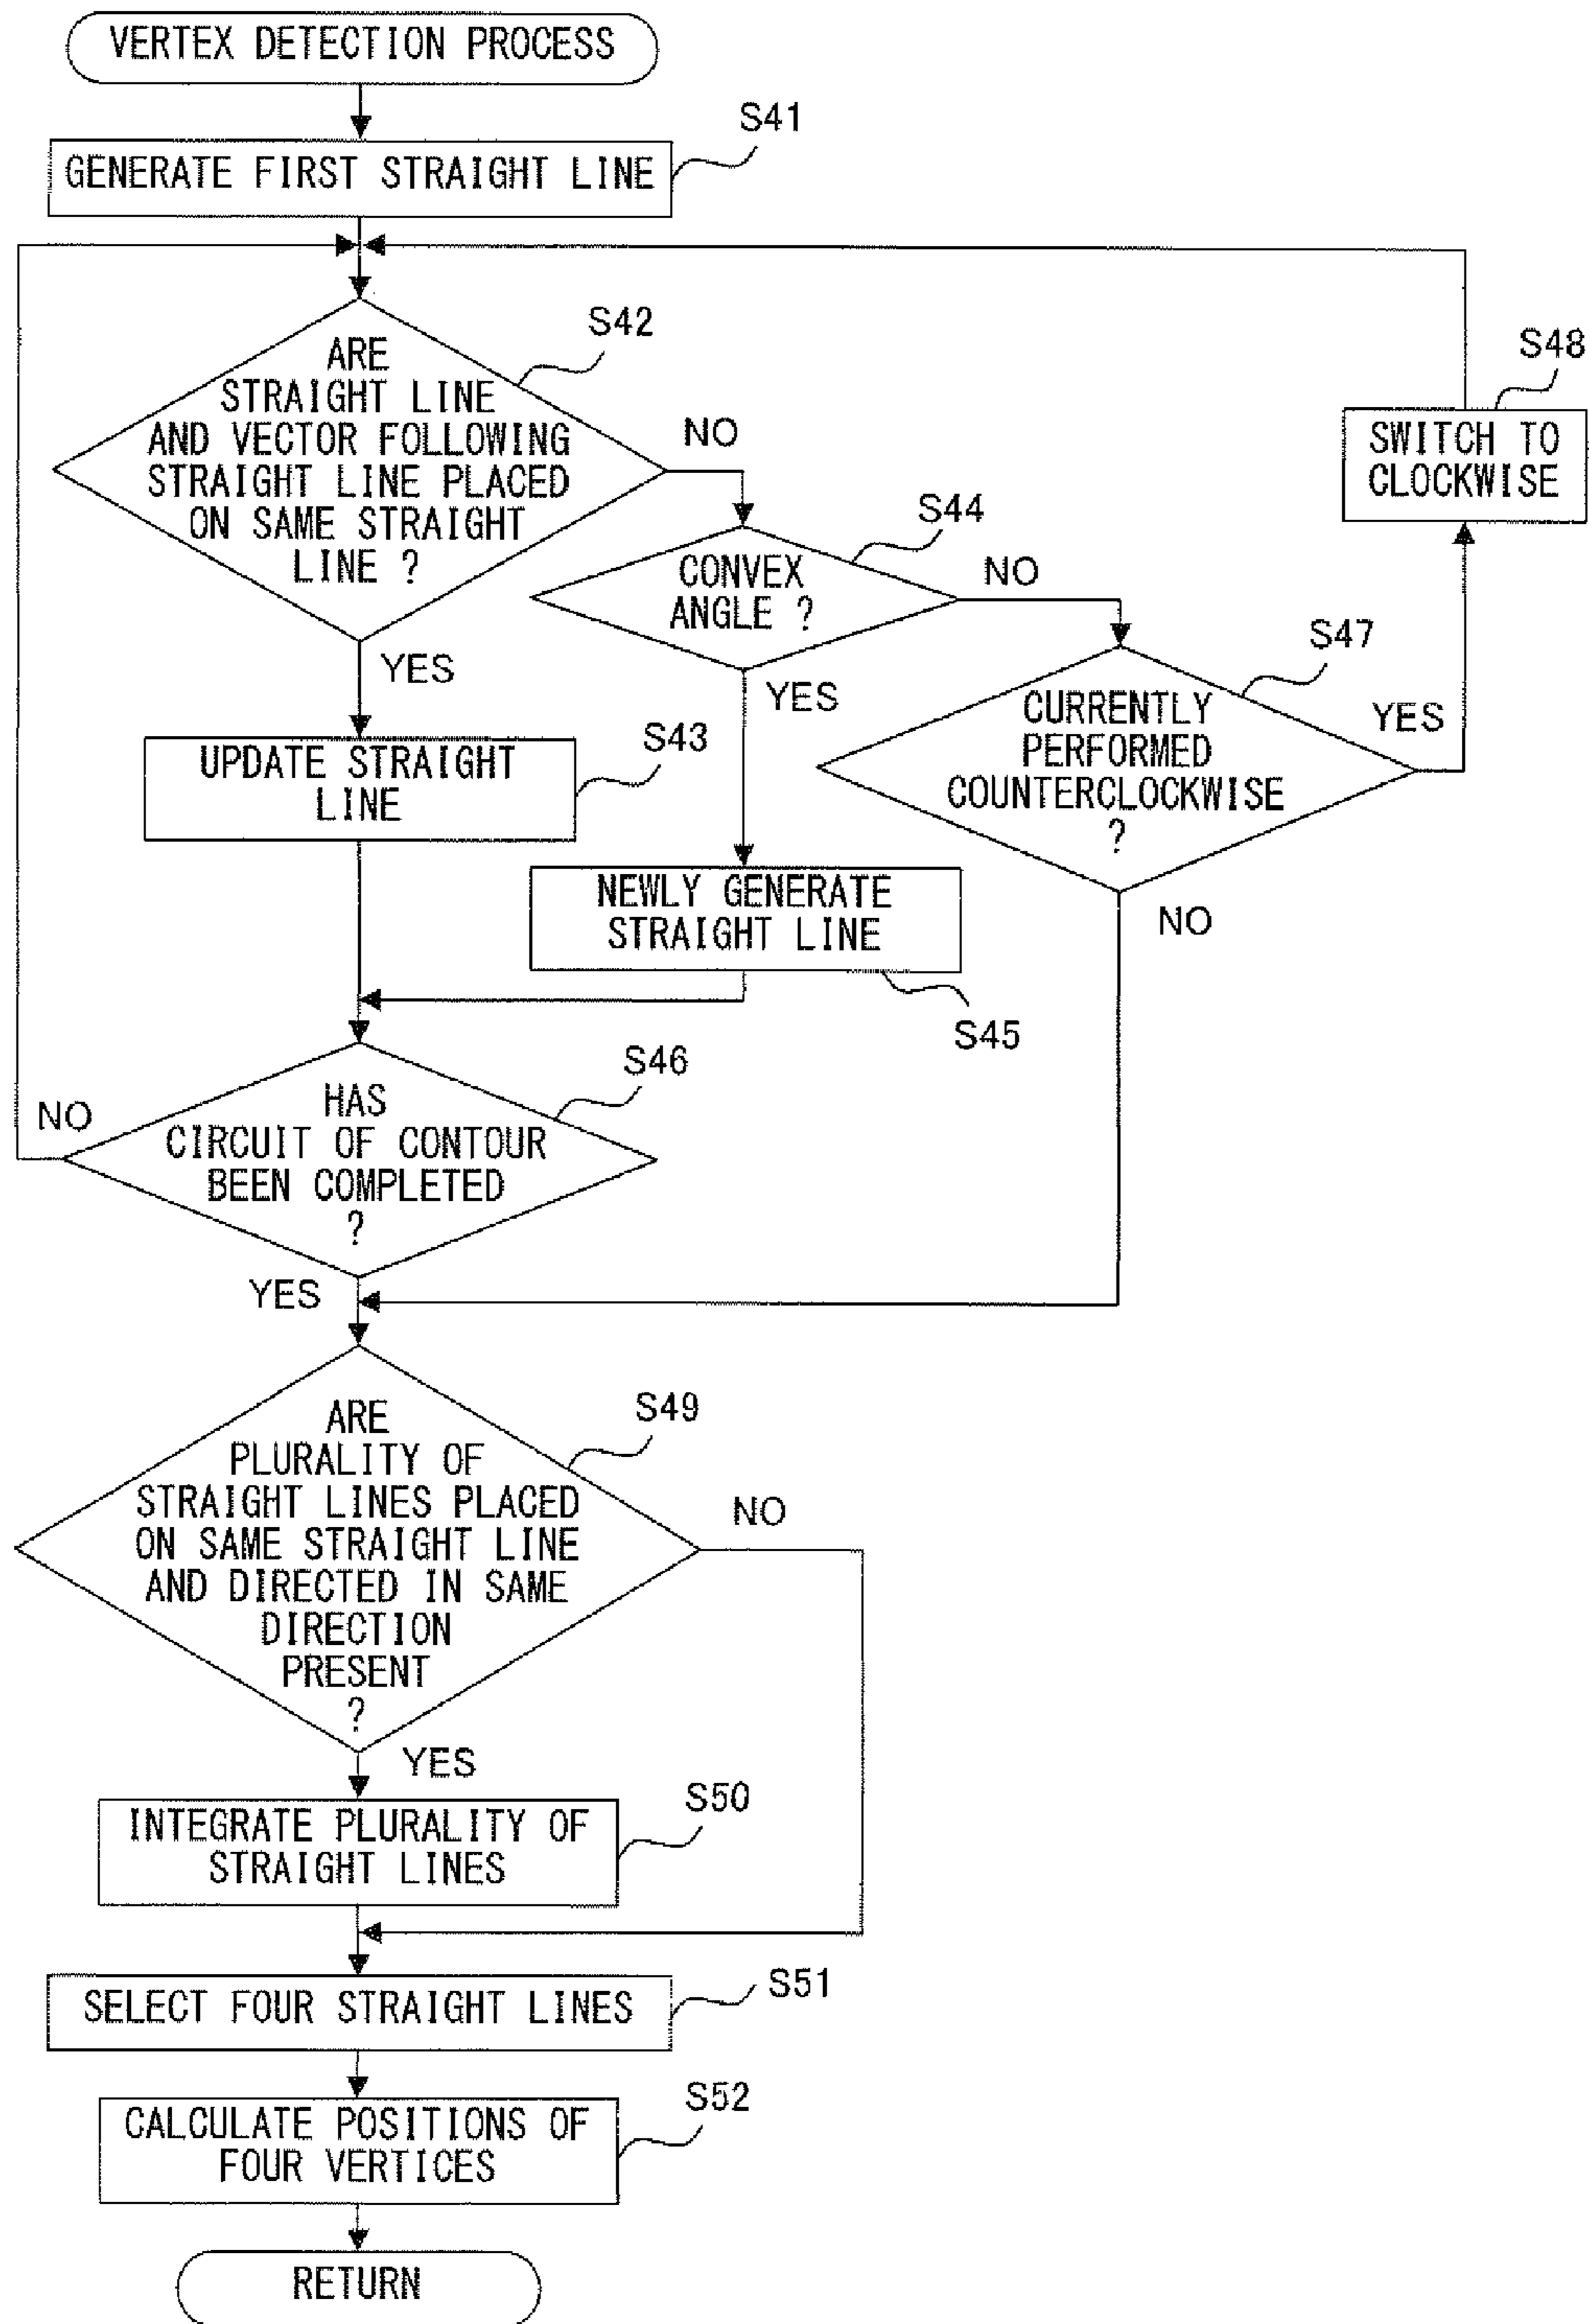 VERTEX DETECTION PROCESS
S41
GENERATE FIRST STRAIGHT LINE
S42
ARE
STRAIGHT LINE
AND VECTOR FOLLOWING
STRAIGHT LINE PLACED
ON SAME STRAIGHT
LINE ?
NO
YES
S48
SWITCH TO
CLOCKWISE
S44
CONVEX
ANGLE ?
NO
YES
S47
CURRENTLY
PERFORMED
COUNTERCLOCKWISE
?
YES
NO
S43
UPDATE STRAIGHT
LINE
NEWLY GENERATE
STRAIGHT LINE
S45
S46
HAS
CIRCUIT OF CONTOUR
BEEN COMPLETED
?
NO
YES
S49
ARE
PLURALITY OF
STRAIGHT LINES PLACED
ON SAME STRAIGHT LINE
AND DIRECTED IN SAME
DIRECTION
PRESENT
?
NO
YES
S50
INTEGRATE PLURALITY OF
STRAIGHT LINES
S51
SELECT FOUR STRAIGHT LINES
S52
CALCULATE POSITIONS OF
FOUR VERTICES
RETURN